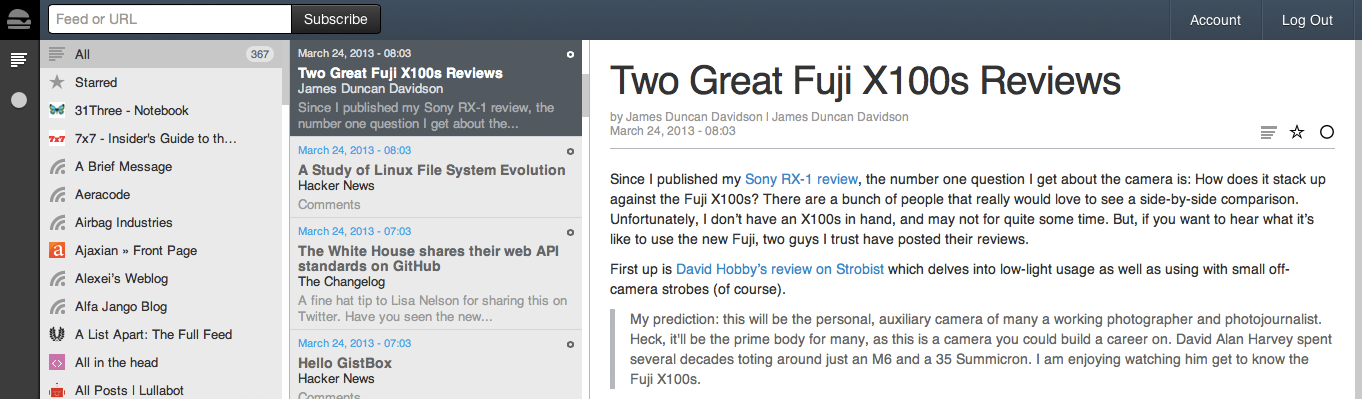 Feed or URL
Subscribe
Account
Log Out
All
367
Starred
31Three - Notebook
7x7
7x7 - Insider's Guide to th…
A Brief Message
Aeracode
Airbag Industries
a
Ajaxian » Front Page
Alexei's Weblog
Alfa Jango Blog
A List Apart: The Full Feed
All in the head
All Posts | Lullabot
March 24, 2013 - 08:03
Two Great Fuji X100s Reviews
James Duncan Davidson
Since I published my Sony RX-1 review, the
number one question I get about the...
March 24, 2013 - 08:03
A Study of Linux File System Evolution
Hacker News
Comments
March 24, 2013 - 07:03
The White House shares their web API
standards on GitHub
The Changelog
A fine hat tip to Lisa Nelson for sharing this on
Twitter. Have you seen the new...
March 24, 2013 - 07:03
Hello GistBox
Hacker News
Comments
Two Great Fuji X100s Reviews
by James Duncan Davidson | James Duncan Davidson
March 24, 2013 - 08:03
Since I published my Sony RX-1 review, the number one question I get about the camera is: How does it stack up
against the Fuji X100s? There are a bunch of people that really would love to see a side-by-side comparison.
Unfortunately, I don't have an X100s in hand, and may not for quite some time. But, if you want to hear what it's
like to use the new Fuji, two guys I trust have posted their reviews.
First up is David Hobby's review on Strobist which delves into low-light usage as well as using with small off-
camera strobes (of course).
My prediction: this will be the personal, auxiliary camera of many a working photographer and photojournalist.
Heck, it'll be the prime body for many, as this is a camera you could build a career on. David Alan Harvey spent
several decades toting around just an M6 and a 35 Summicron. I am enjoying watching him get to know the
Fuji X100s.